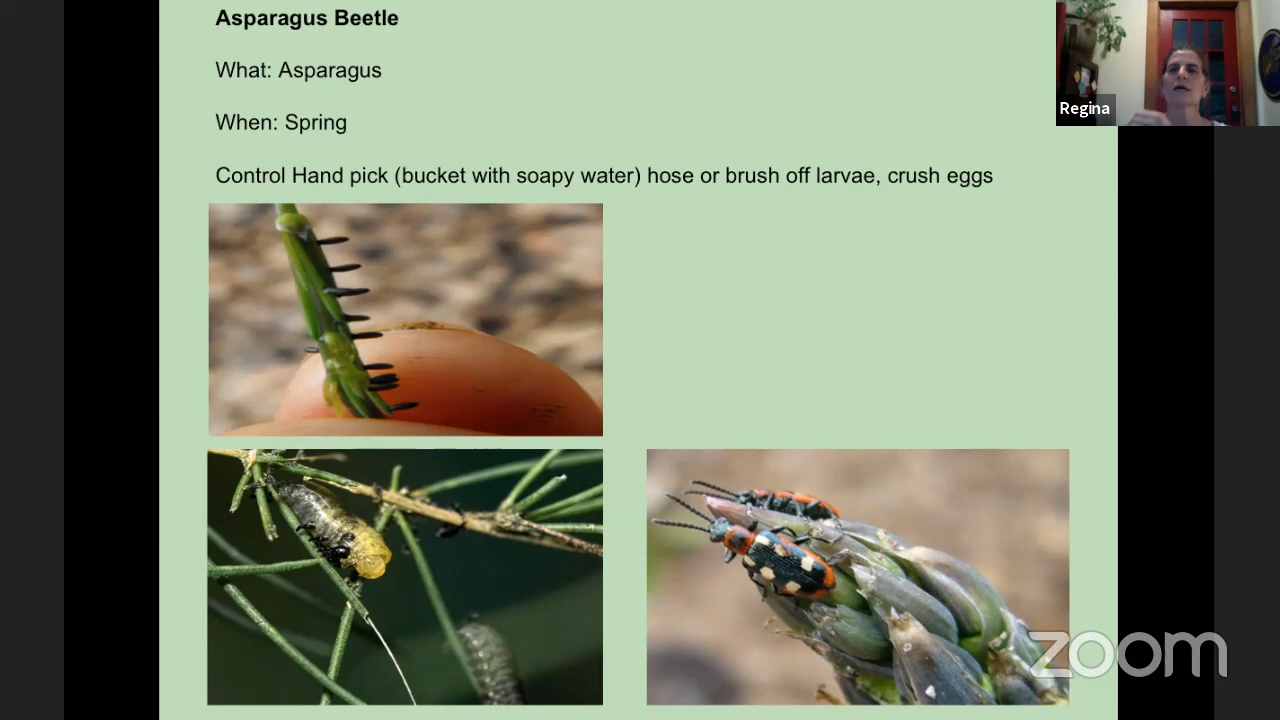 Asparagus Beetle
What: Asparagus
When: Spring
Control Hand pick (bucket with soapy water) hose or brush off larvae, crush eggs
Regina
zoom